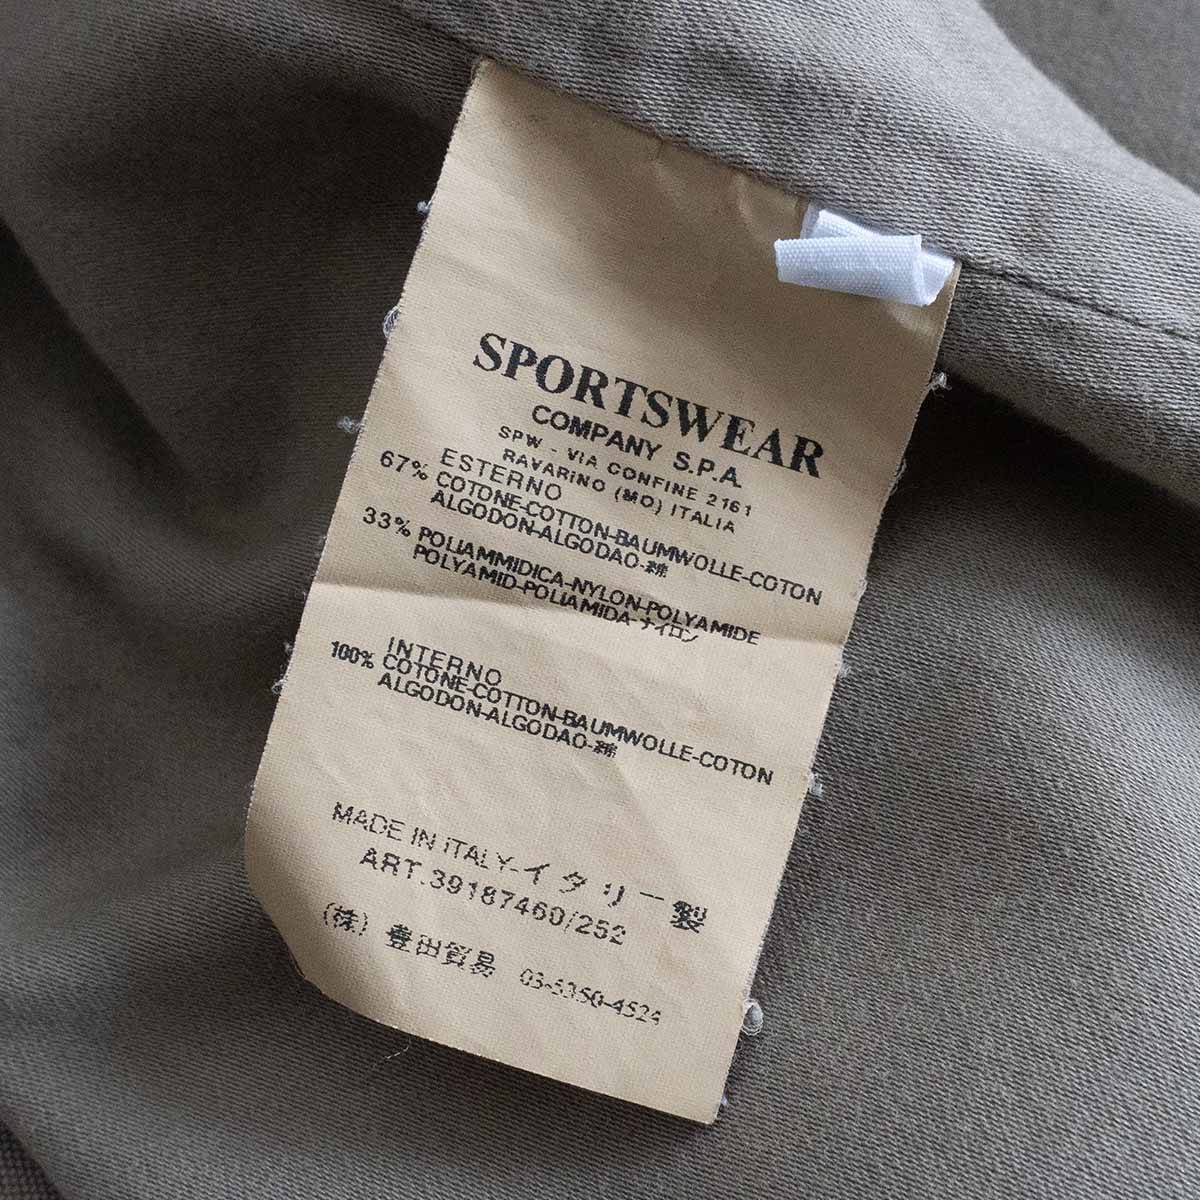 SPORTSWEAR
COMPANY S.P.A.
SPW - VIA CONFINE 2161
RAVARINO (MO) ITALIA
ESTERNO
67% COTONE-COTTON-BAUMWOLLE-COTON
ALGODON-ALGODAO-綿
33% POLIAMMIDICA-NYLON-POLYAMIDE
POLYAMID-POLIAMIDA-ナイロン
INTERNO
100% COTONE-COTTON-BAUMWOLLE-COTON
ALGODON-ALGODAO-綿
MADE IN ITALY-イタリー製
ART.39187460/252
(株) 豊田貿易 03-5350-4524